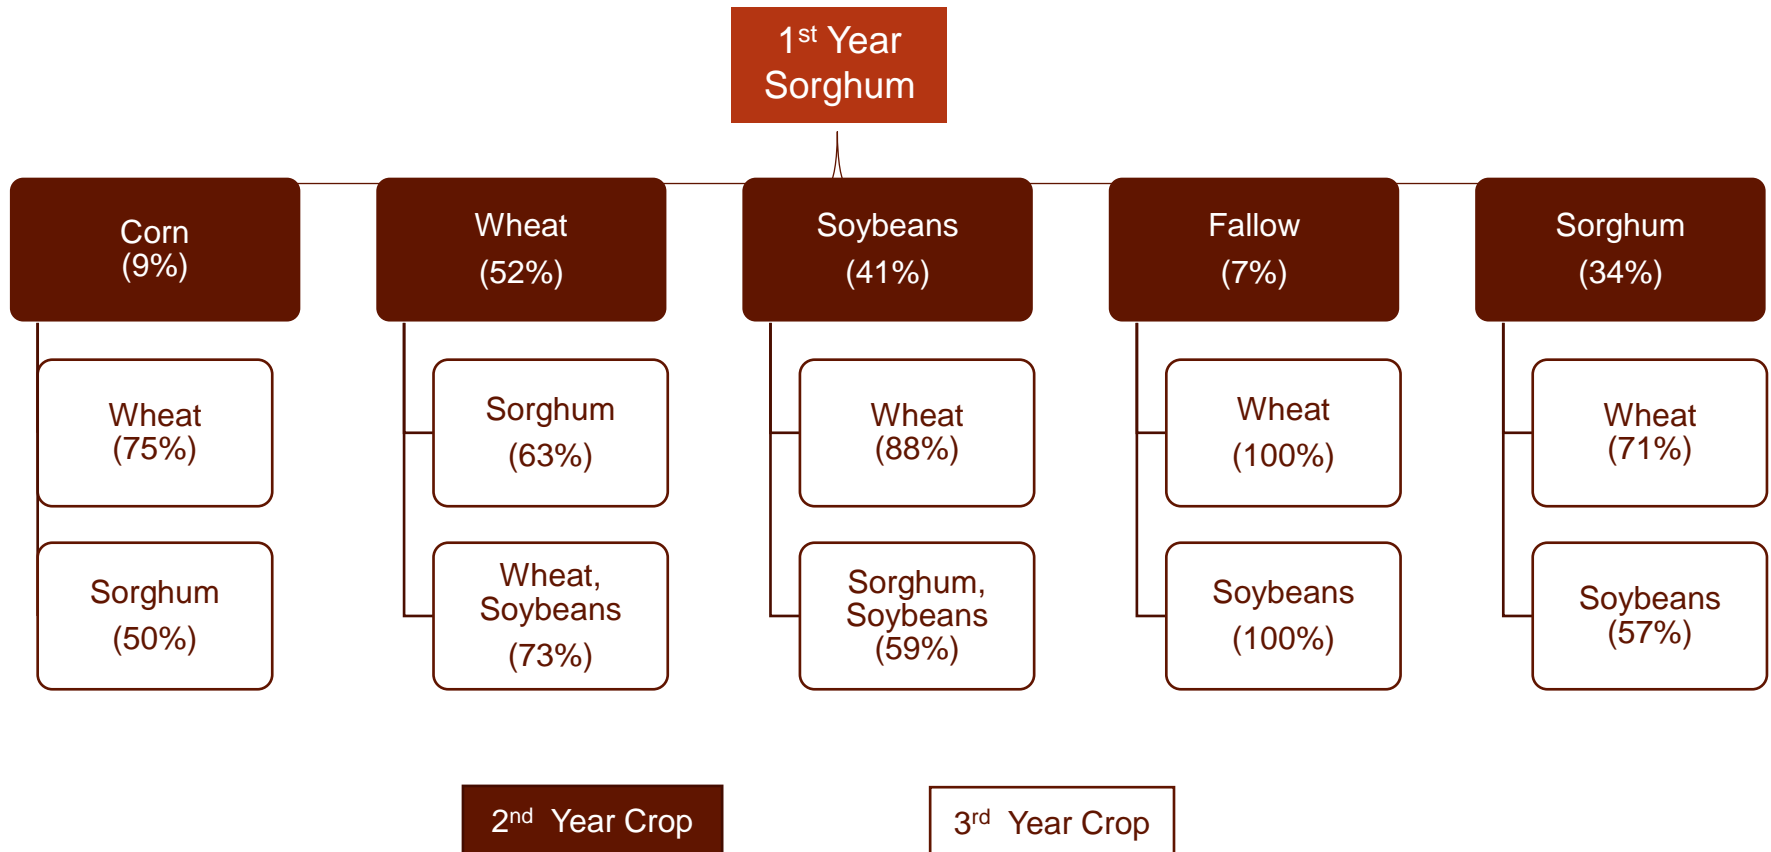 1st Year
Sorghum
Corn
(9%)
Wheat
(52%)
Soybeans
(41%)
Fallow
(7%)
Sorghum
(34%)
Wheat
(75%)
Sorghum
(63%)
Wheat
(88%)
Wheat
(100%)
Wheat
(71%)
Sorghum
(50%)
Wheat,
Soybeans
(73%)
Sorghum,
Soybeans
(59%)
Soybeans
(100%)
Soybeans
(57%)
2nd Year Crop
3rd Year Crop